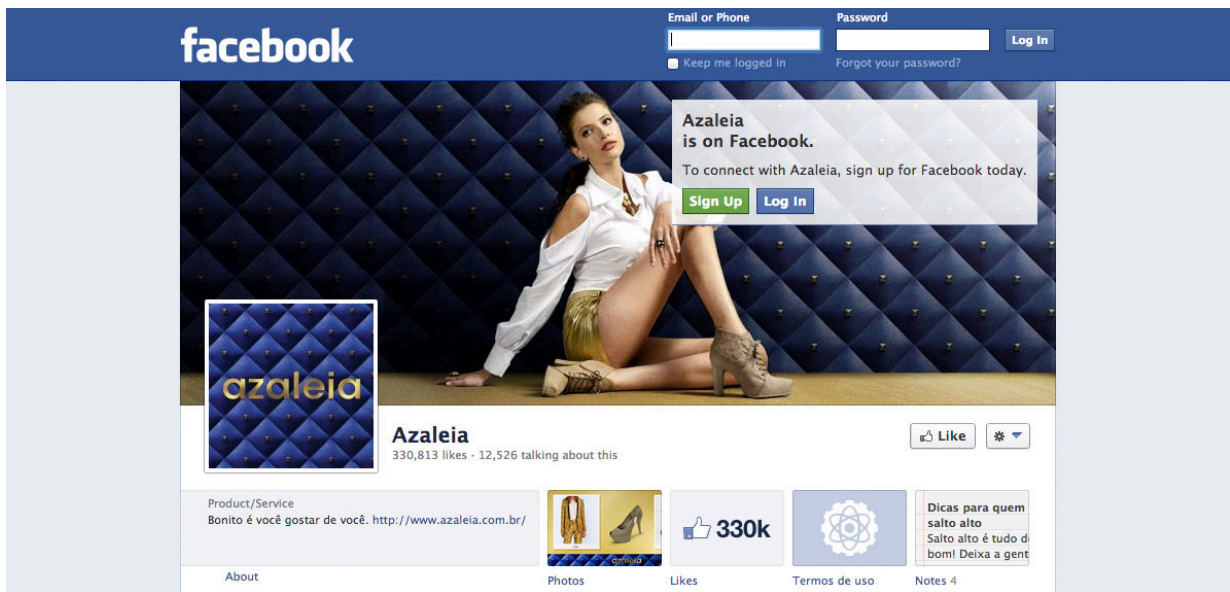 facebook
Email or Phone
Password
Log In
Keep me logged in
Forgot your password?
Azaleia
is on Facebook.
To connect with Azaleia, sign up for Facebook today.
Sign Up
Log In
azaleia
Azaleia
330,813 likes · 12,526 talking about this
Like
Product/Service
Bonito é você gostar de você. http://www.azaleia.com.br/
About
azaleia
Photos
330k
Likes
Termos de uso
Dicas para quem
salto alto
Salto alto é tudo d
bom! Deixa a gent
Notes 4